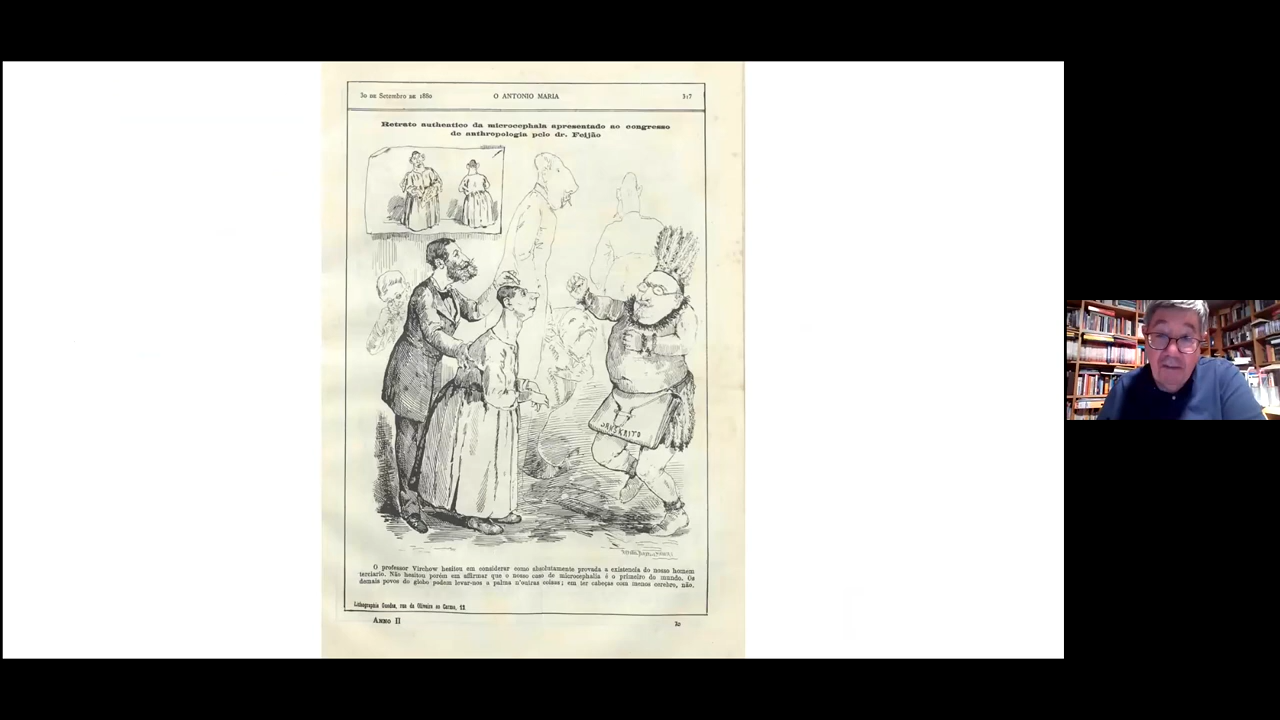 30 DE Setembro DE 1880
O ANTONIO MARIA
317
Retrato authentico da microcephala apresentado ao congresso
de anthropologia pelo dr. Feijão
SANSKRITO
O professor Virchow hesitou em considerar como absolutamente provada a existencia do nosso homem
terciario. Não hesitou porém em affirmar que o nosso caso de microcephalia é o primeiro do mundo. Os
demais povos do globo podem levar-nos a palma n'outras coizas; em ter cabeças com menos cerebro, não.
Lithographia Guedes, rua da Oliveira ao Carmo, 12.
ANNO II